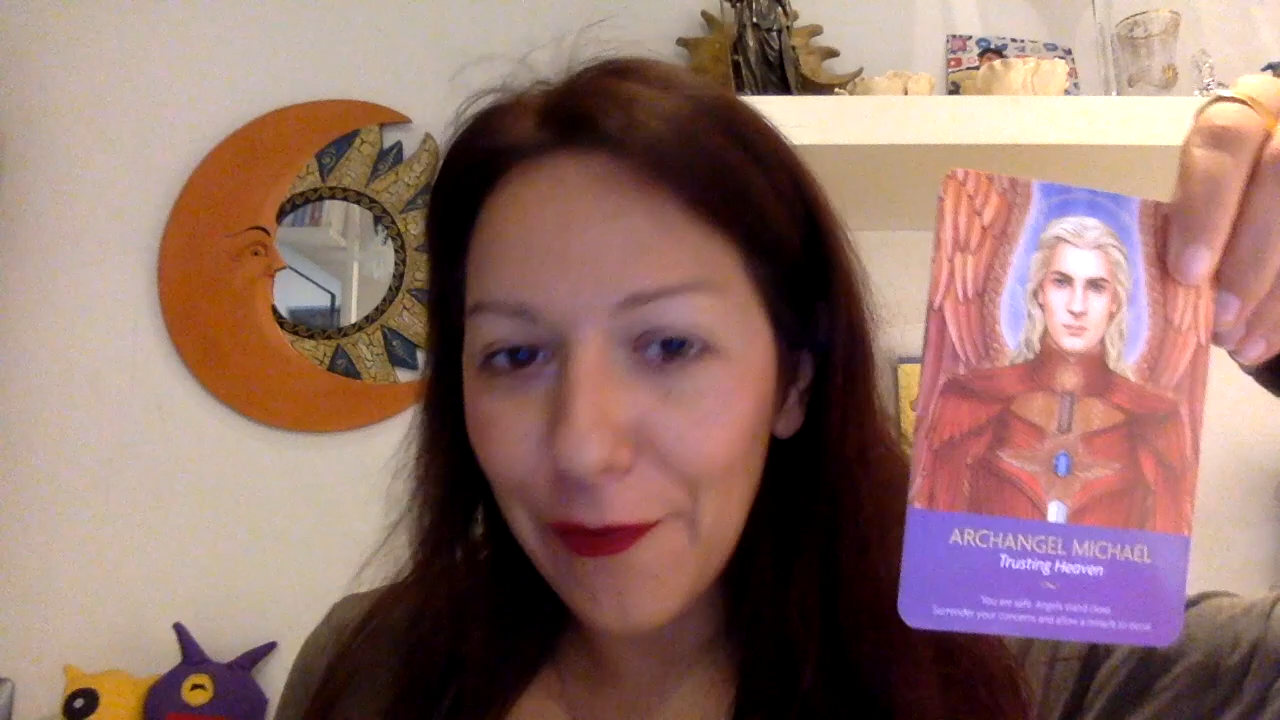 ARCHANGEL MICHAEL
Trusting Heaven
You are safe. Angels stand close.
Surrender your concerns and allow a miracle to occur.